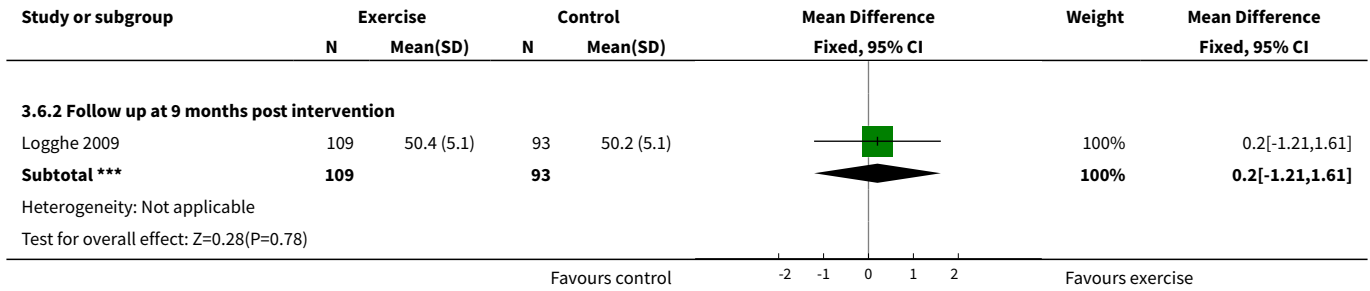 Study or subgroup Exercise Control Mean Difference Weight Mean Difference
N Mean(SD) N Mean(SD) Fixed, 95% CI Fixed, 95% CI
3.6.2 Follow up at 9 months post intervention
Logghe 2009 109 50.4 (5.1) 93 50.2 (5.1) 100% 0.2[-1.21,1.61]
Subtotal *** 109 93 100% 0.2[-1.21,1.61]
Heterogeneity: Not applicable
Test for overall effect: Z=0.28(P=0.78)
Favours control -2 -1 0 1 2 Favours exercise